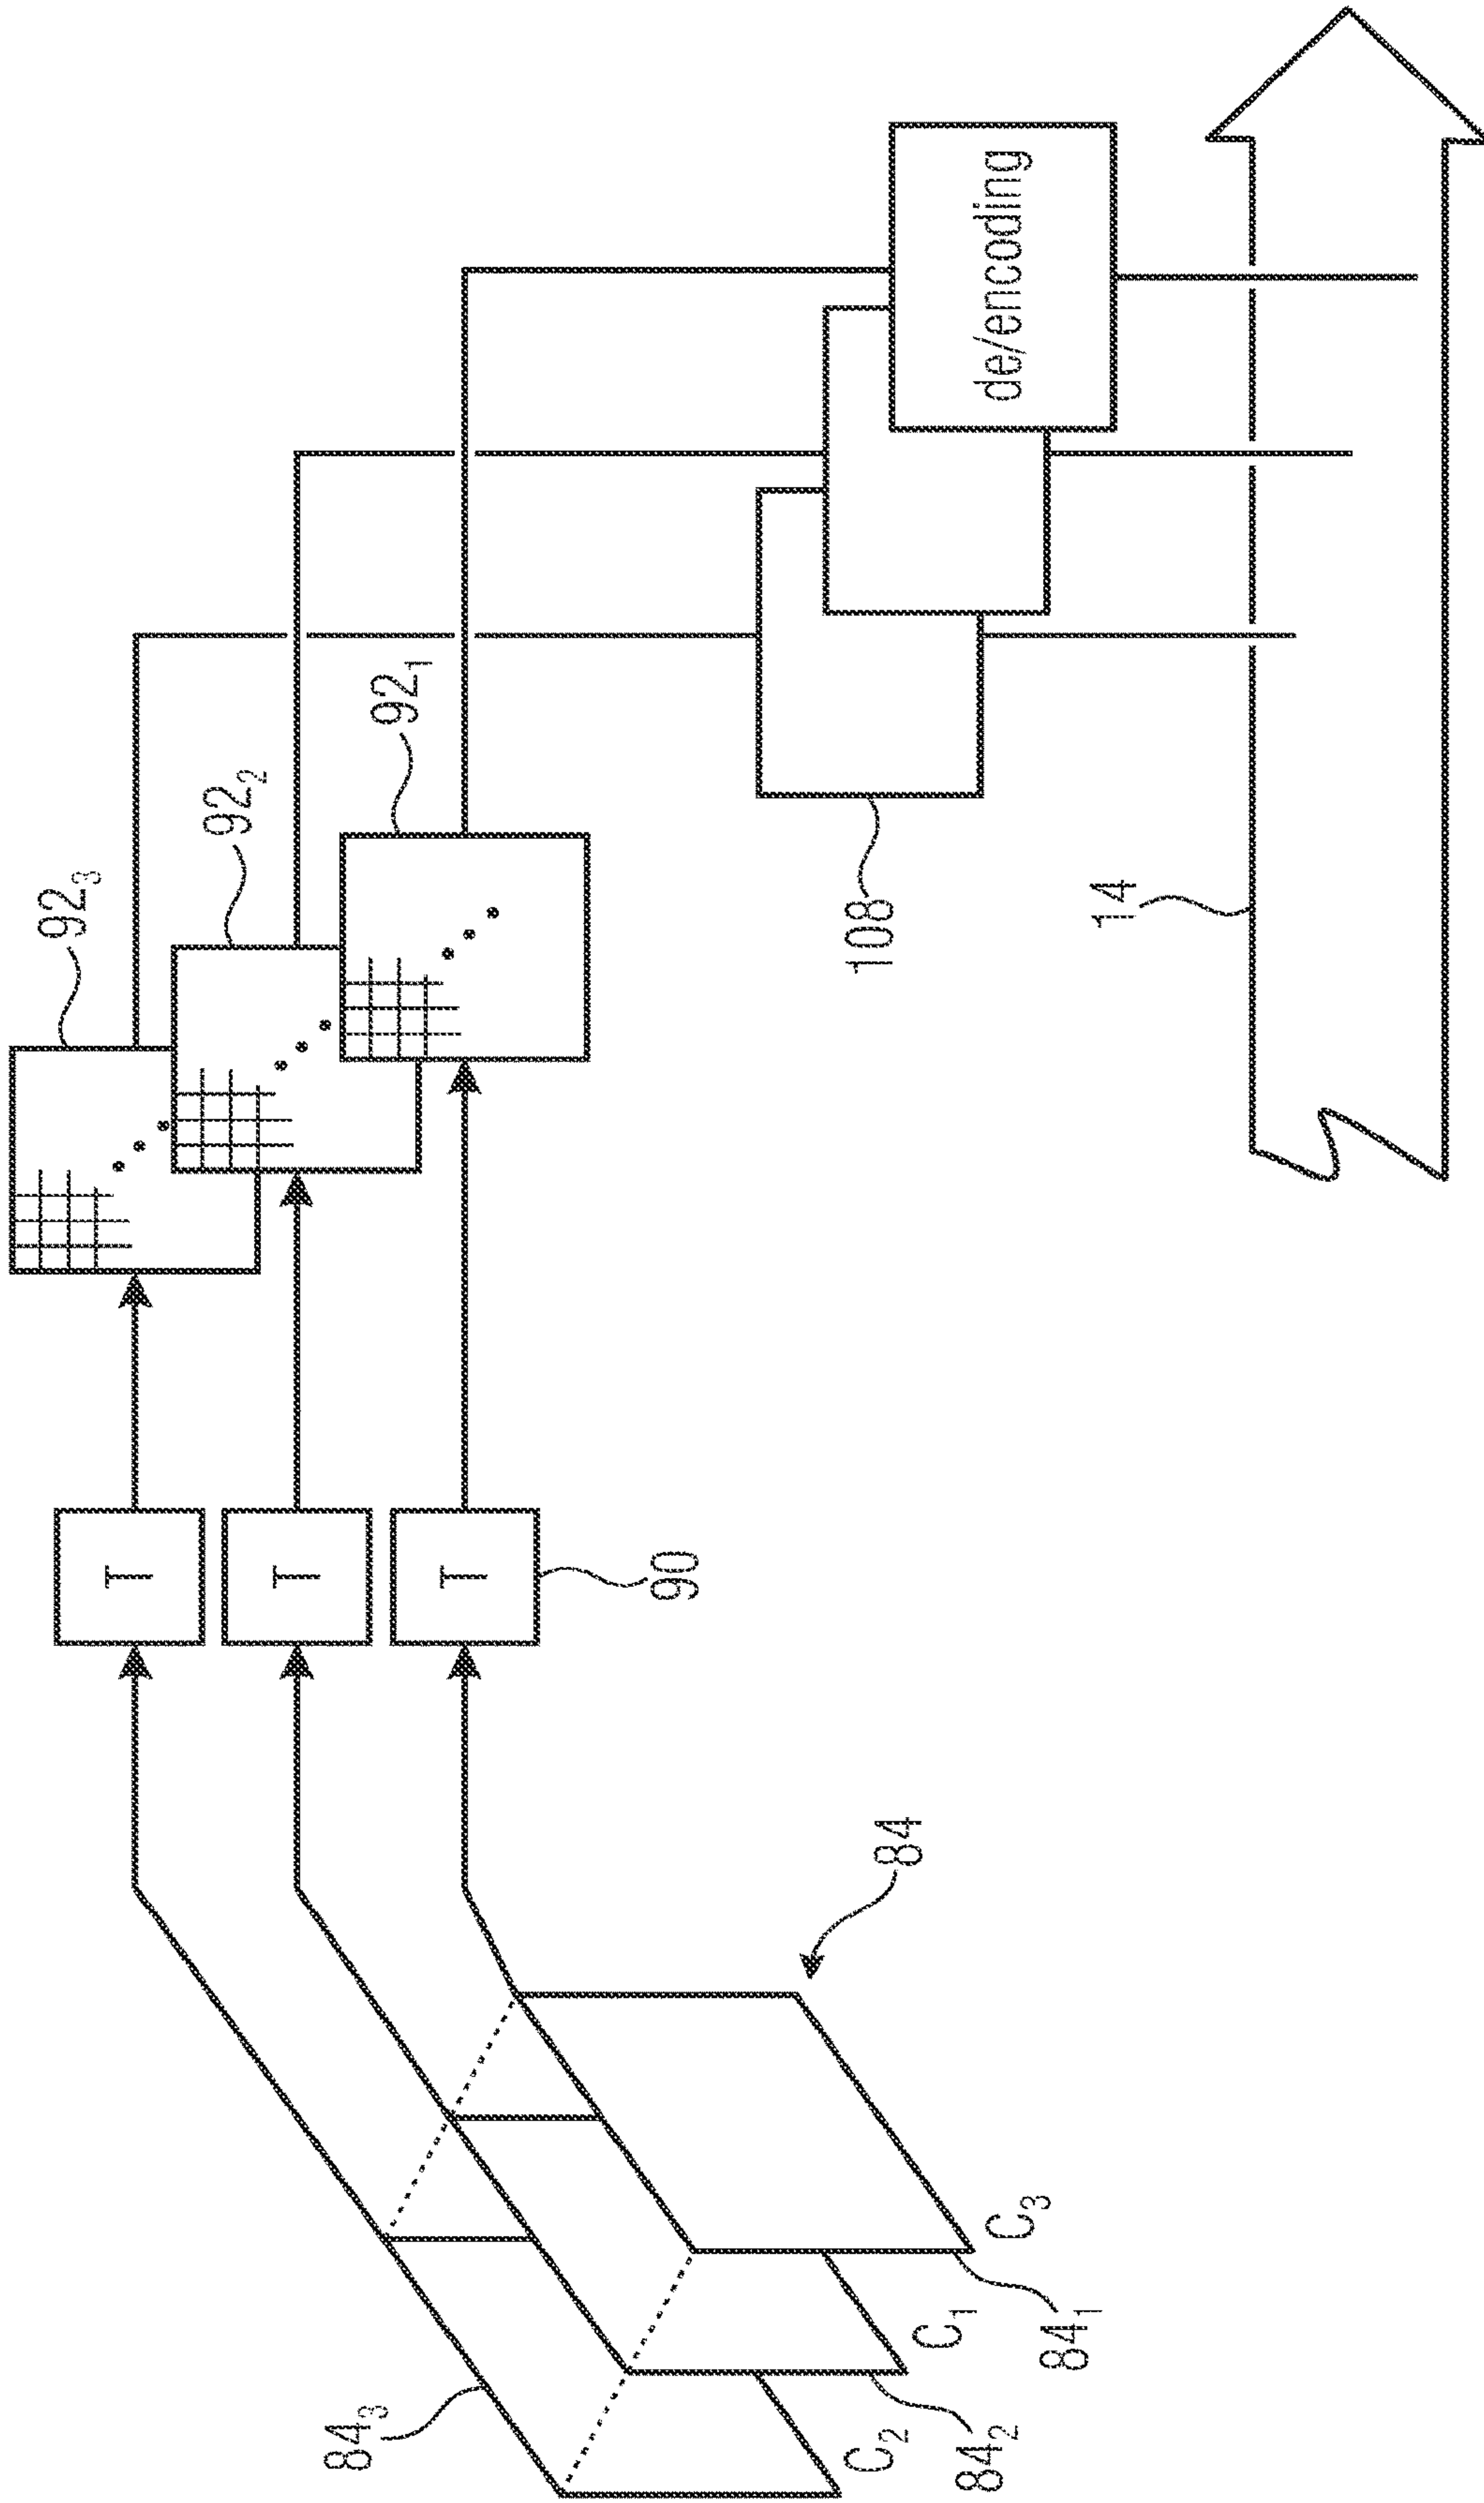 92₃
92₂
92₁
de/encoding
108
14
T
T
T
90
84
84₃
C₂
84₂
C₁
84₁
C₃